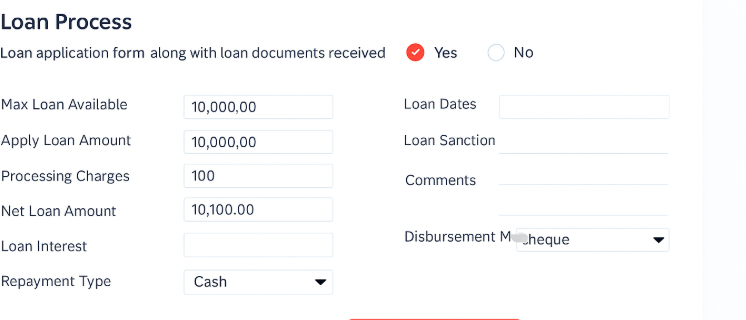 Loan Process
Loan application form along with loan documents received Yes No
Max Loan Available 10,000,00
Loan Dates
Apply Loan Amount 10,000,00
Loan Sanction
Processing Charges 100
Comments
Net Loan Amount 10,100.00
Disbursement cheque
Loan Interest
Repayment Type Cash